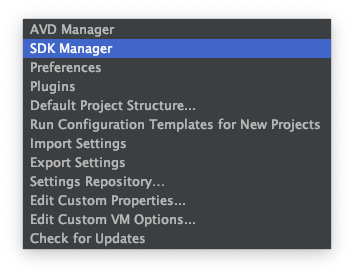 AVD Manager
SDK Manager
Preferences
Plugins
Default Project Structure...
Run Configuration Templates for New Projects
Import Settings
Export Settings
Settings Repository...
Edit Custom Properties...
Edit Custom VM Options...
Check for Updates